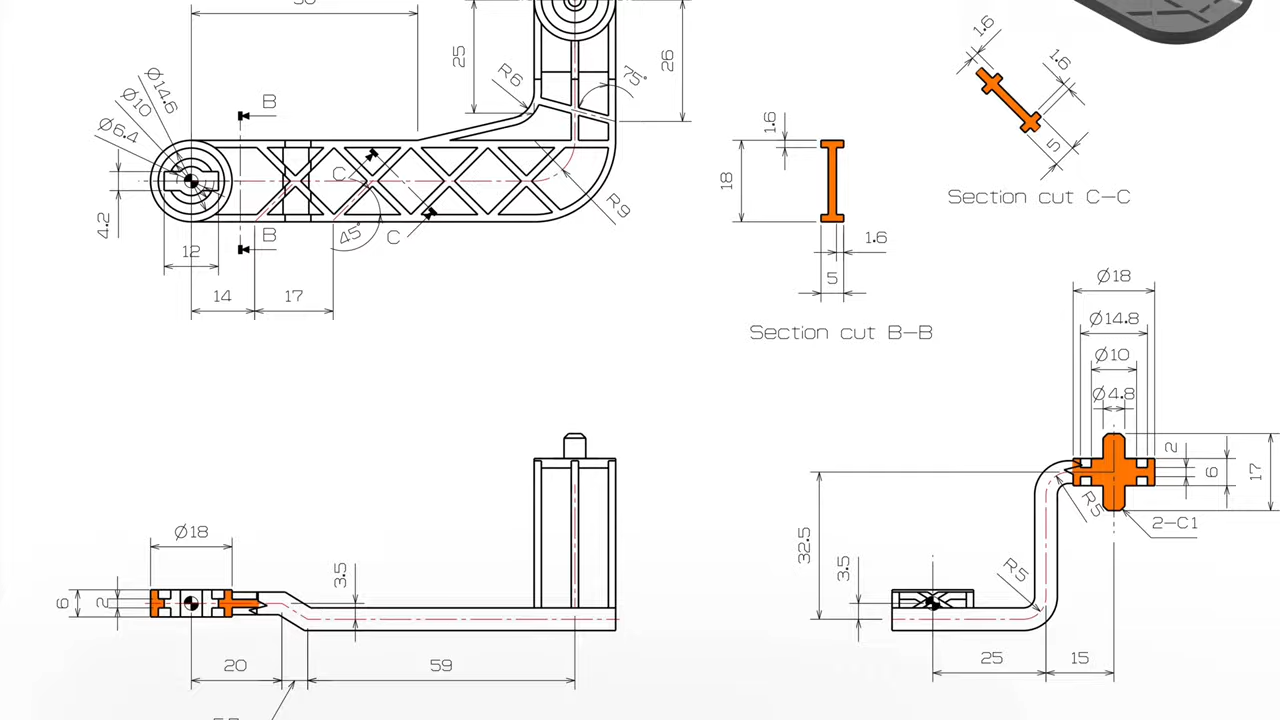 25
26
R6
75°
1.6
1.6
5
Section cut C-C
Ø14.6
Ø10
Ø6.4
B
C
4.2
12
B
45°
C
R9
14
17
1.6
18
1.6
5
Section cut B-B
Ø18
Ø14.8
Ø10
Ø4.8
2
6
17
R5
2-C1
32.5
3.5
R5
25
15
Ø18
6
2
3.5
20
59